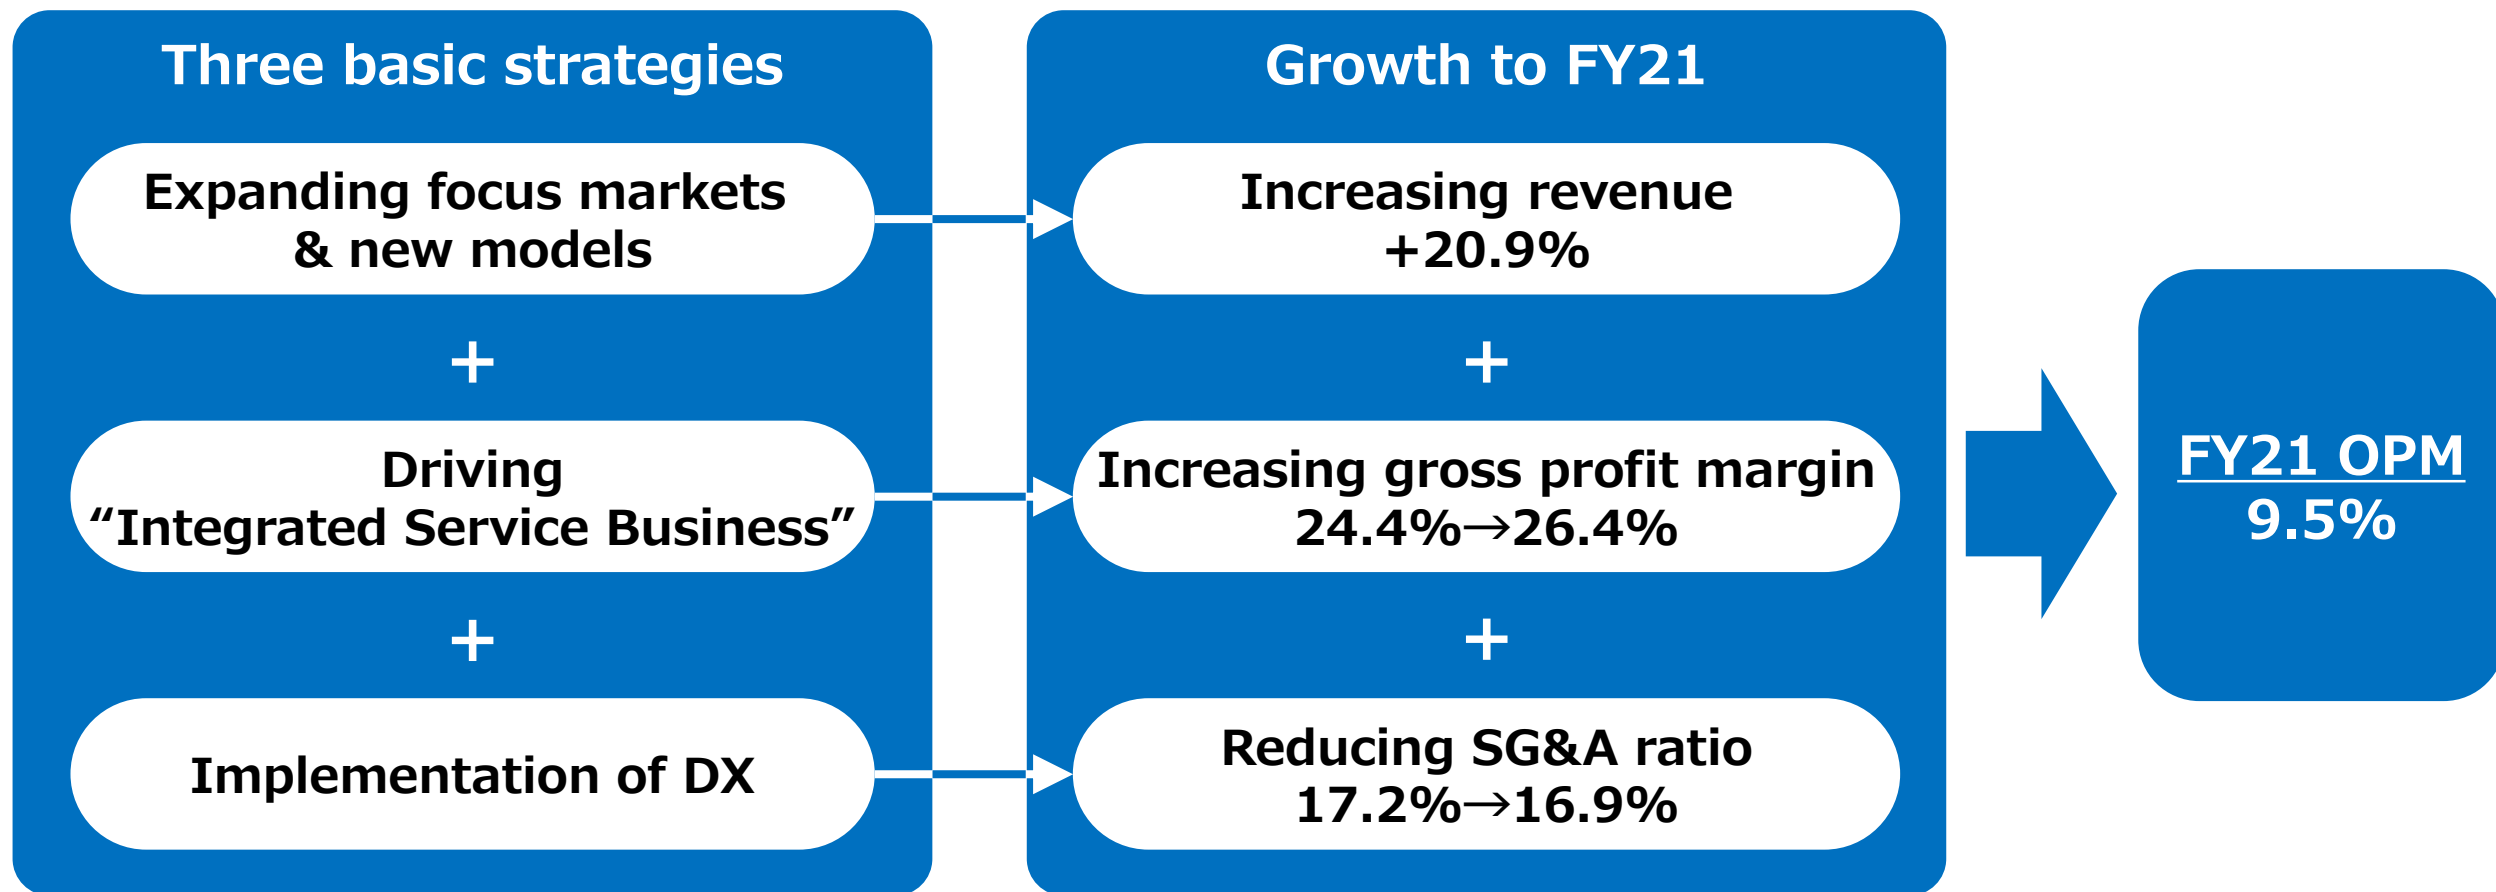 Three basic strategies
Expanding focus markets
& new models
+
Driving
“Integrated Service Business”
+
Implementation of DX
Growth to FY21
Increasing revenue
+20.9%
+
Increasing gross profit margin
24.4%→26.4%
+
Reducing SG&A ratio
17.2%→16.9%
FY21 OPM
9.5%